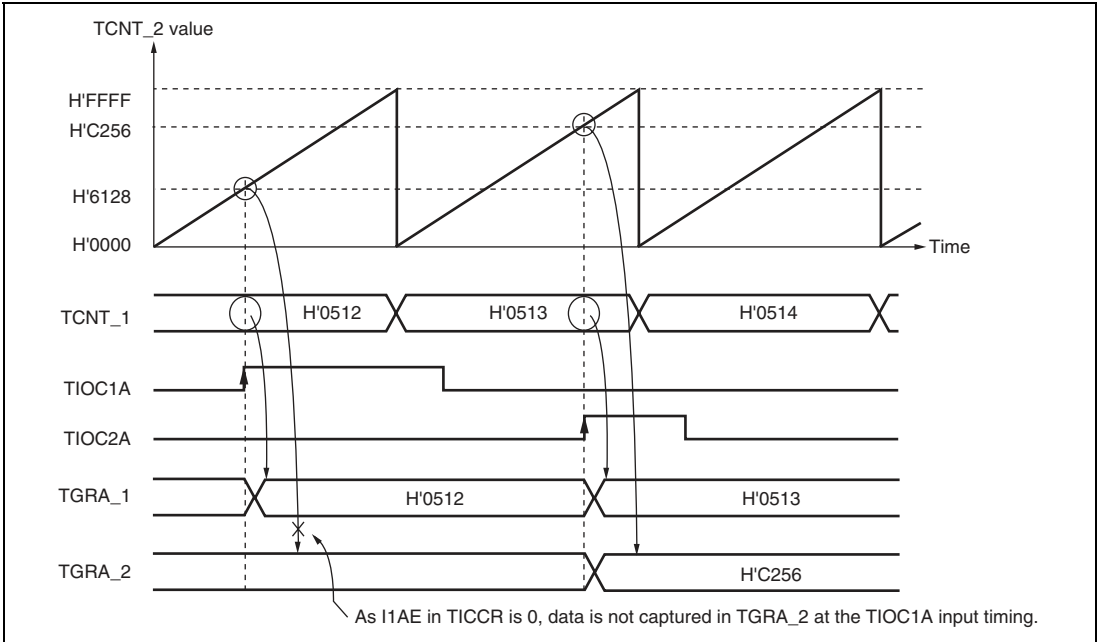 TCNT_2 value
H'FFFF
H'C256
H'6128
H'0000
Time
TCNT_1
H'0512
H'0513
H'0514
TIOC1A
TIOC2A
TGRA_1
H'0512
H'0513
TGRA_2
H'C256
As I1AE in TICCR is 0, data is not captured in TGRA_2 at the TIOC1A input timing.